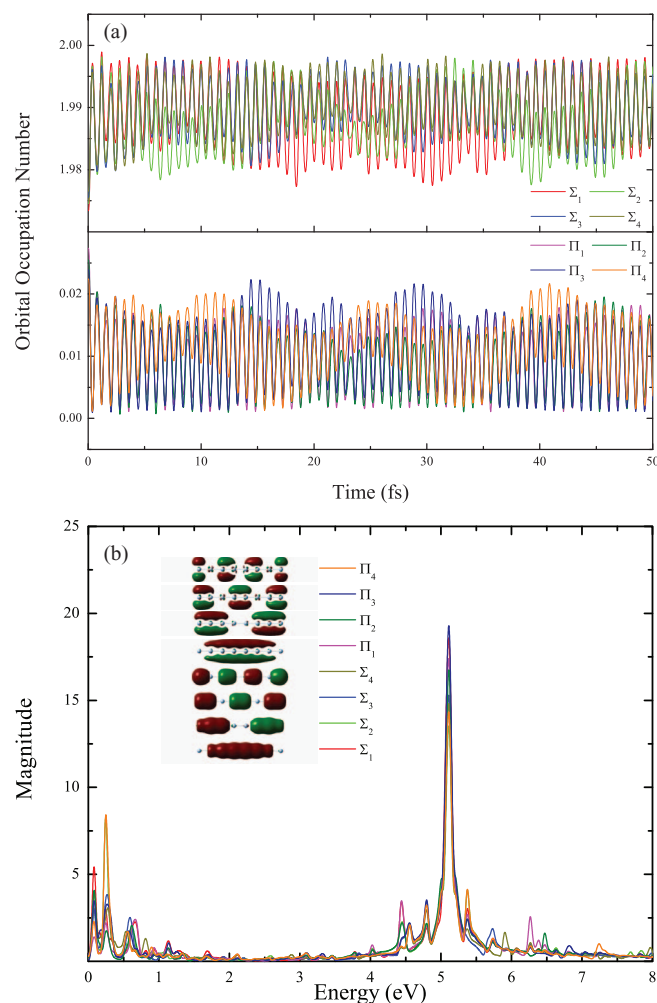 (a)
2.00
1.99
1.98
0.02
0.01
0.00
Orbital Occupation Number
Σ1 Σ2
Σ3 Σ4
Π1 Π2
Π3 Π4
0 10 20 30 40 50
Time (fs)
(b)
25
20
15
10
5
Magnitude
Π4
Π3
Π2
Π1
Σ4
Σ3
Σ2
Σ1
0 1 2 3 4 5 6 7 8
Energy (eV)